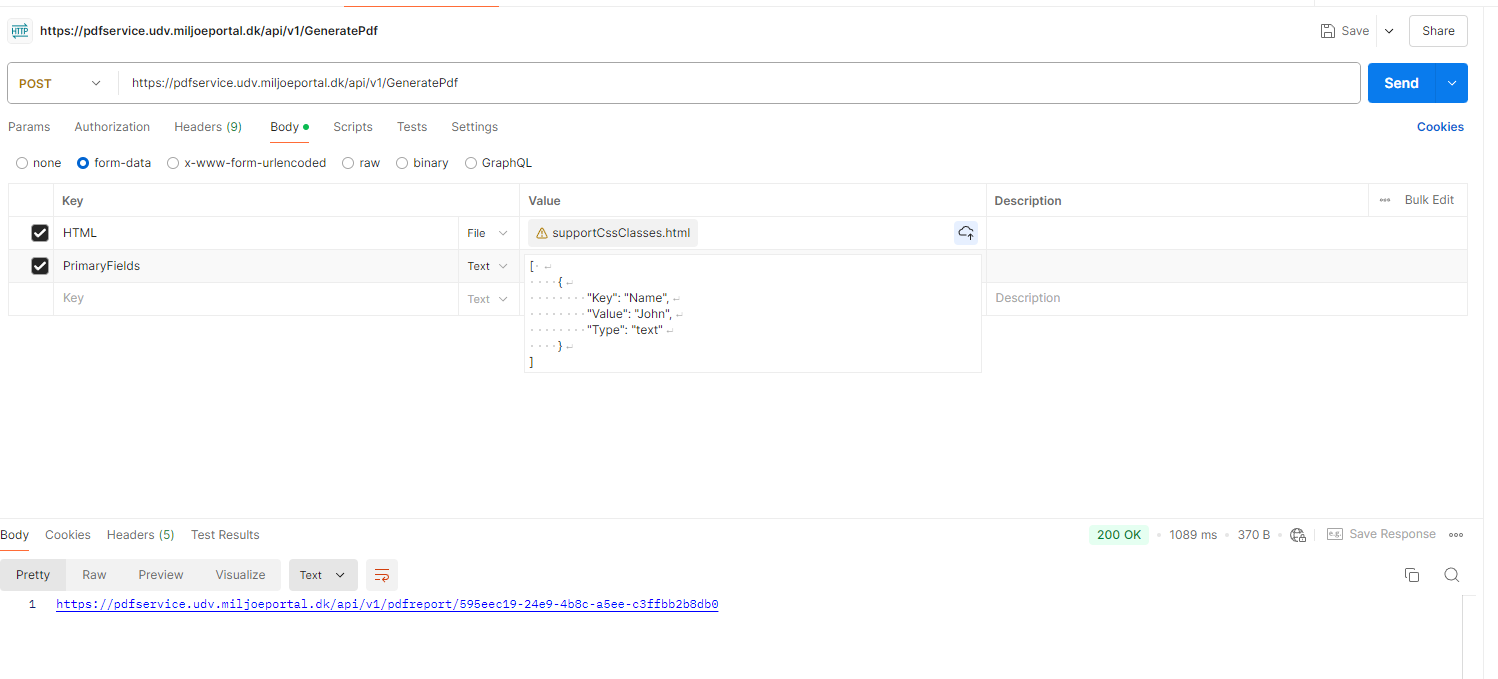 HTTP https://pdfservice.udv.miljoeportal.dk/api/v1/GeneratePdf Save Share
POST https://pdfservice.udv.miljoeportal.dk/api/v1/GeneratePdf Send
Params Authorization Headers (9) Body Scripts Tests Settings Cookies
none form-data x-www-form-urlencoded raw binary GraphQL
Key Value Description Bulk Edit
HTML File supportCssClasses.html
PrimaryFields Text [
{
Key Text "Key": "Name", Description
"Value": "John",
"Type": "text"
}
]
Body Cookies Headers (5) Test Results 200 OK 1089 ms 370 B e.g. Save Response
Pretty Raw Preview Visualize Text
1 https://pdfservice.udv.miljoeportal.dk/api/v1/pdfreport/595eec19-24e9-4b8c-a5ee-c3ffbb2b8db0